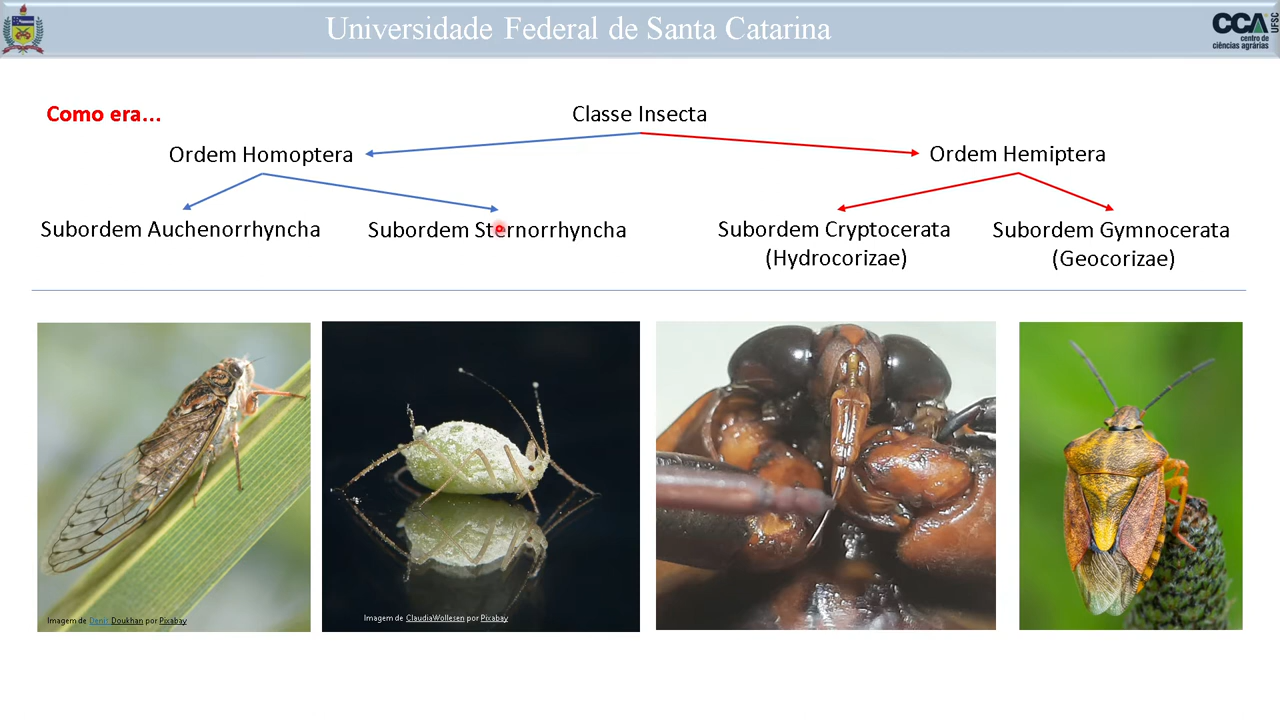 Universidade Federal de Santa Catarina
CCA
UFSC
centro de
ciências agrárias
Como era...
Classe Insecta
Ordem Homoptera
Ordem Hemiptera
Subordem Auchenorrhyncha
Subordem Sternorrhyncha
Subordem Cryptocerata
(Hydrocorizae)
Subordem Gymnocerata
(Geocorizae)
Imagem de Denis Doukhan por Pixabay
Imagem de ClaudiaWollesen por Pixabay